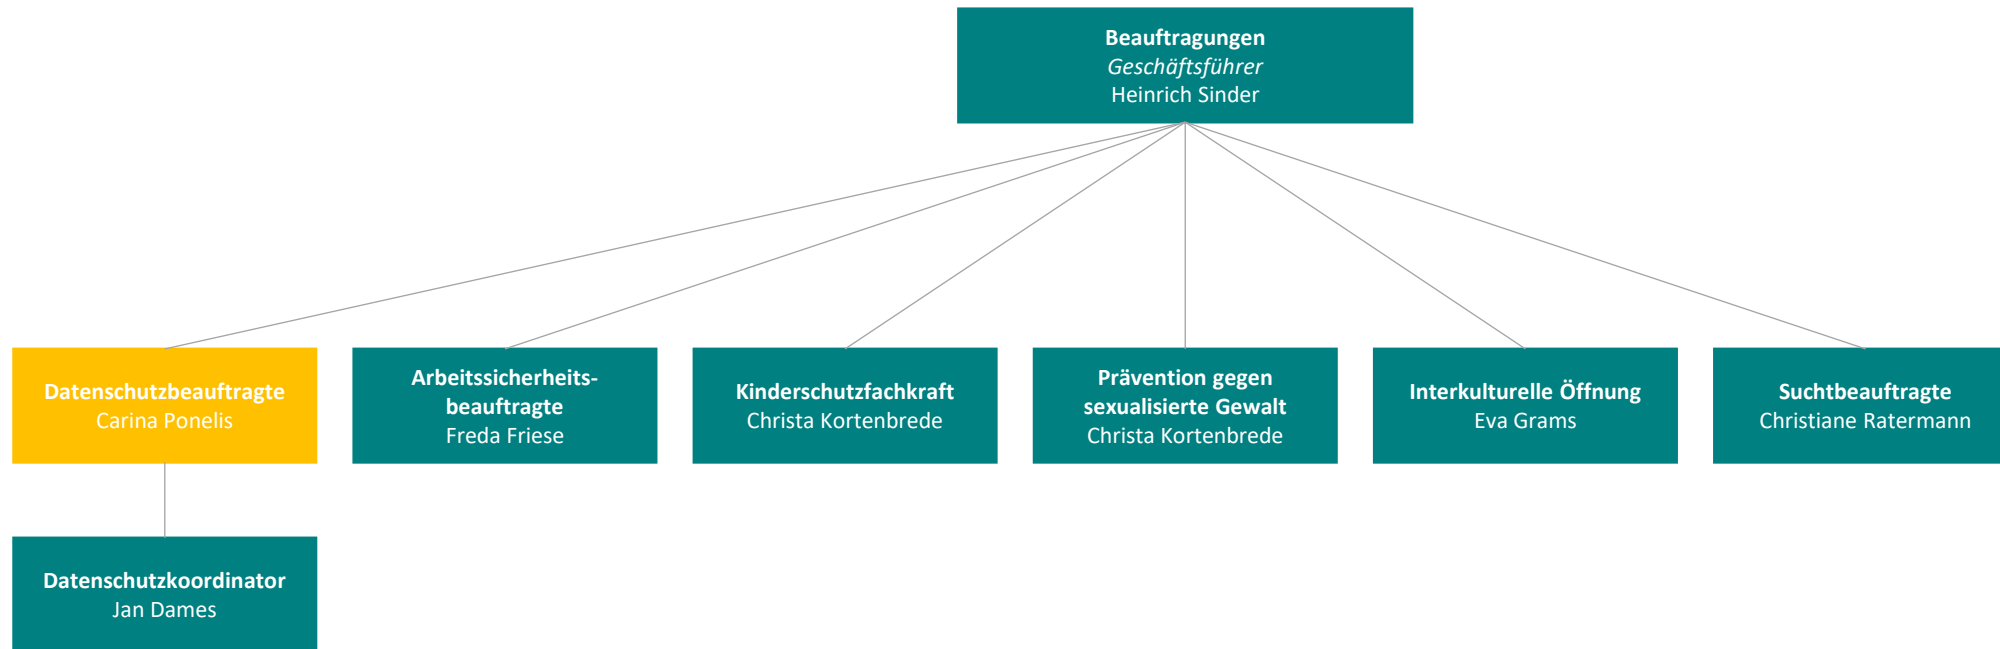 Beauftragungen
Geschäftsführer
Heinrich Sinder
Datenschutzbeauftragte
Carina Ponelis
Arbeitssicherheits-
beauftragte
Freda Friese
Kinderschutzfachkraft
Christa Kortenbrede
Prävention gegen
sexualisierte Gewalt
Christa Kortenbrede
Interkulturelle Öffnung
Eva Grams
Suchtbeauftragte
Christiane Ratermann
Datenschutzkoordinator
Jan Dames